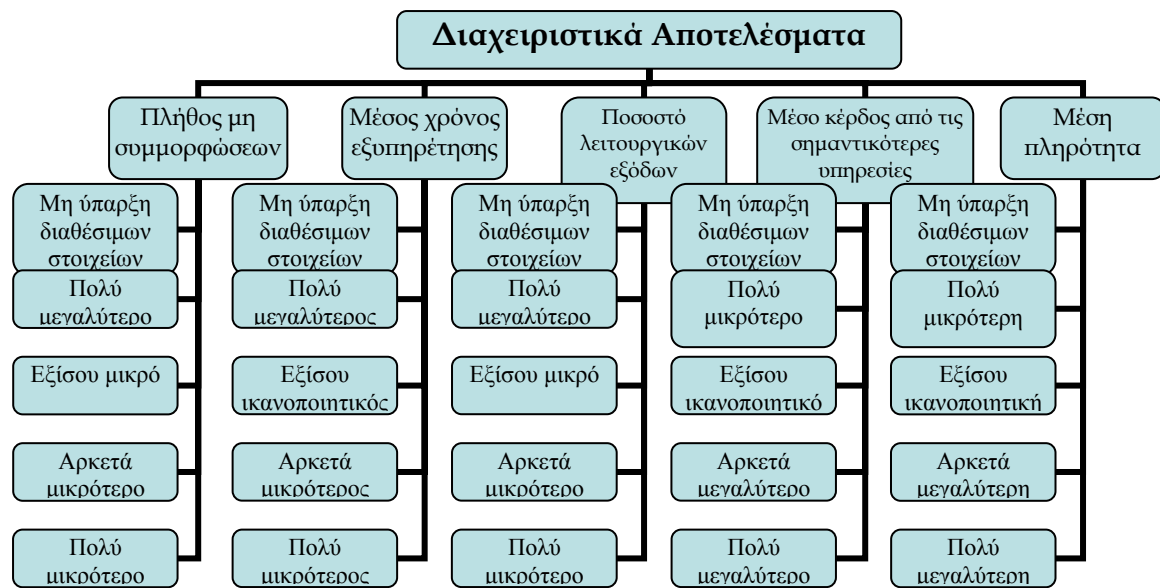 Διαχειριστικά Αποτελέσματα
Πλήθος μη
συμμορφώσεων
Μη ύπαρξη
διαθέσιμων
στοιχείων
Πολύ
μεγαλύτερο
Εξίσου μικρό
Αρκετά
μικρότερο
Πολύ
μικρότερο
Μέσος χρόνος
εξυπηρέτησης
Μη ύπαρξη
διαθέσιμων
στοιχείων
Πολύ
μεγαλύτερος
Εξίσου
ικανοποιητικός
Αρκετά
μικρότερος
Πολύ
μικρότερος
Ποσοστό
λειτουργικών
εξόδων
Μη ύπαρξη
διαθέσιμων
στοιχείων
Πολύ
μεγαλύτερο
Εξίσου μικρό
Αρκετά
μικρότερο
Πολύ
μικρότερο
Μέσο κέρδος από τις
σημαντικότερες
υπηρεσίες
Μη ύπαρξη
διαθέσιμων
στοιχείων
Πολύ
μικρότερο
Εξίσου
ικανοποιητικό
Αρκετά
μεγαλύτερο
Πολύ
μεγαλύτερο
Μέση
πληρότητα
Μη ύπαρξη
διαθέσιμων
στοιχείων
Πολύ
μικρότερη
Εξίσου
ικανοποιητική
Αρκετά
μεγαλύτερη
Πολύ
μεγαλύτερη